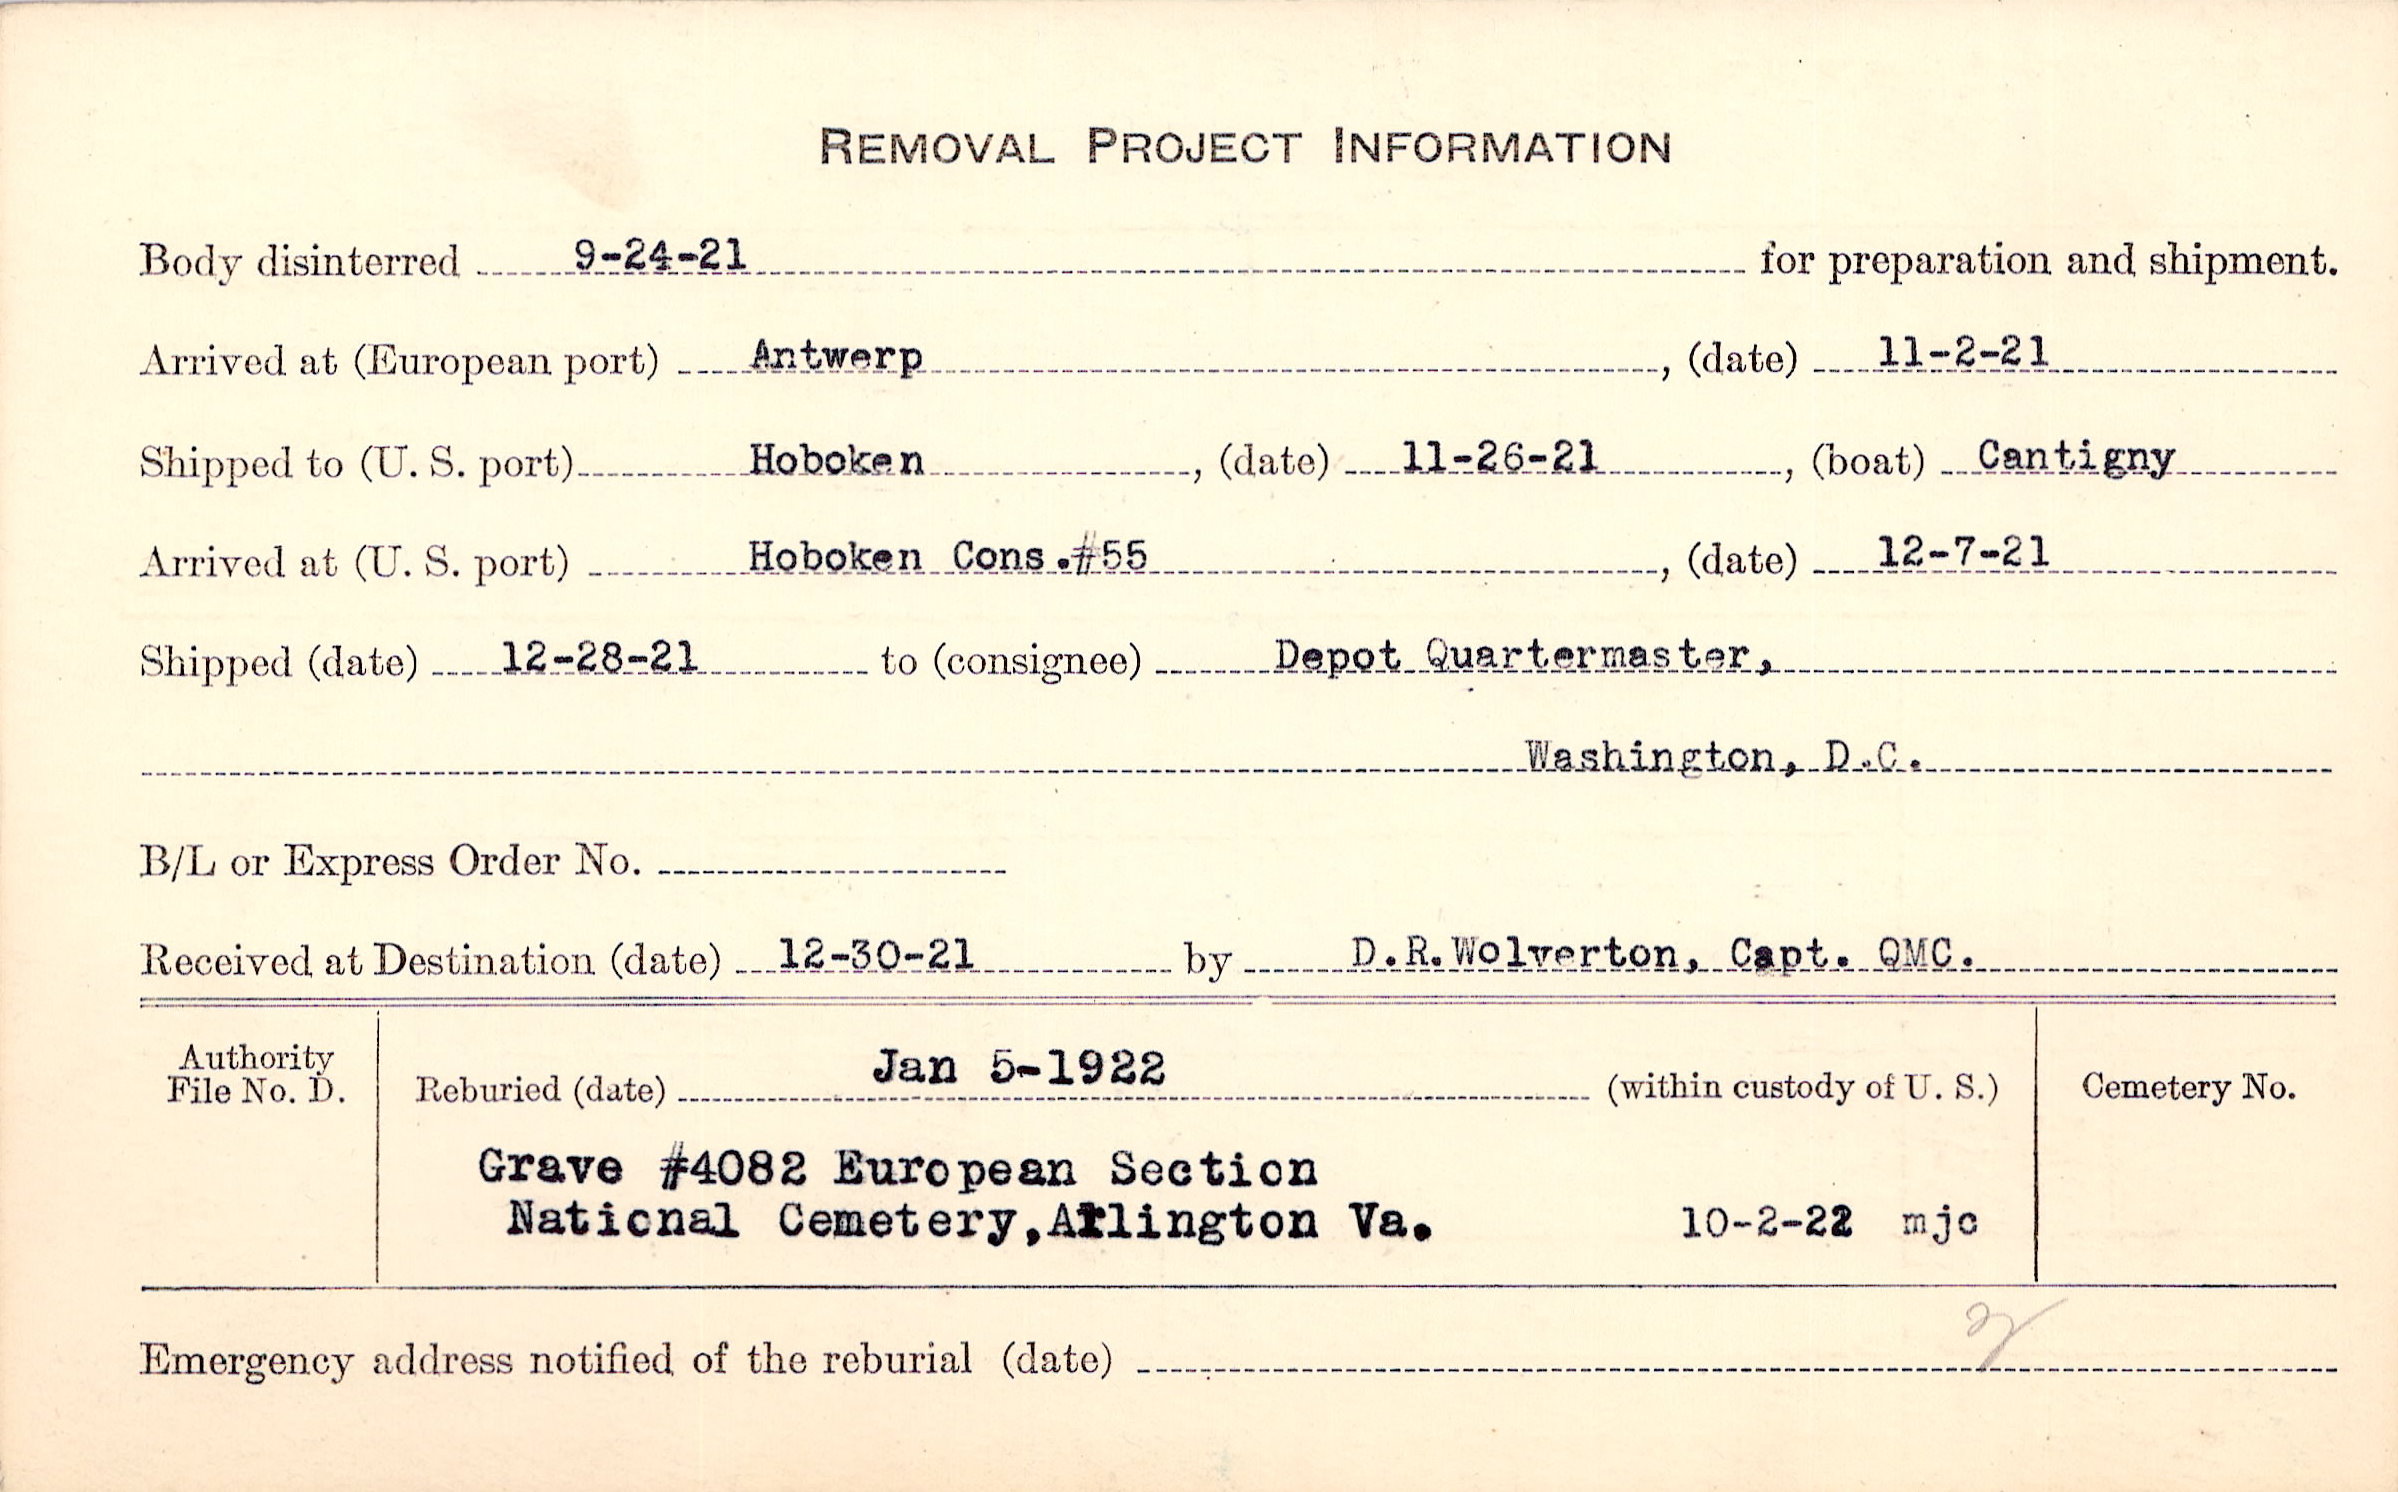 REMOVAL PROJECT INFORMATION
Body disinterred 9-24-21 for preparation and shipment.
Arrived at (European port) Antwerp, (date) 11-2-21
Shipped to (U. S. port) Hoboken, (date) 11-26-21, (boat) Cantigny
Arrived at (U. S. port) Hoboken Cons.#55, (date) 12-7-21
Shipped (date) 12-28-21 to (consignee) Depot Quartermaster,
Washington, D.C.
B/L or Express Order No.
Received at Destination (date) 12-30-21 by D.R.Wolverton, Capt. QMC.
Authority
File No. D.
Reburied (date) Jan 5-1922 (within custody of U. S.)
Cemetery No.
Grave #4082 European Section
National Cemetery,Arlington Va. 10-2-22 mjc
Emergency address notified of the reburial (date)